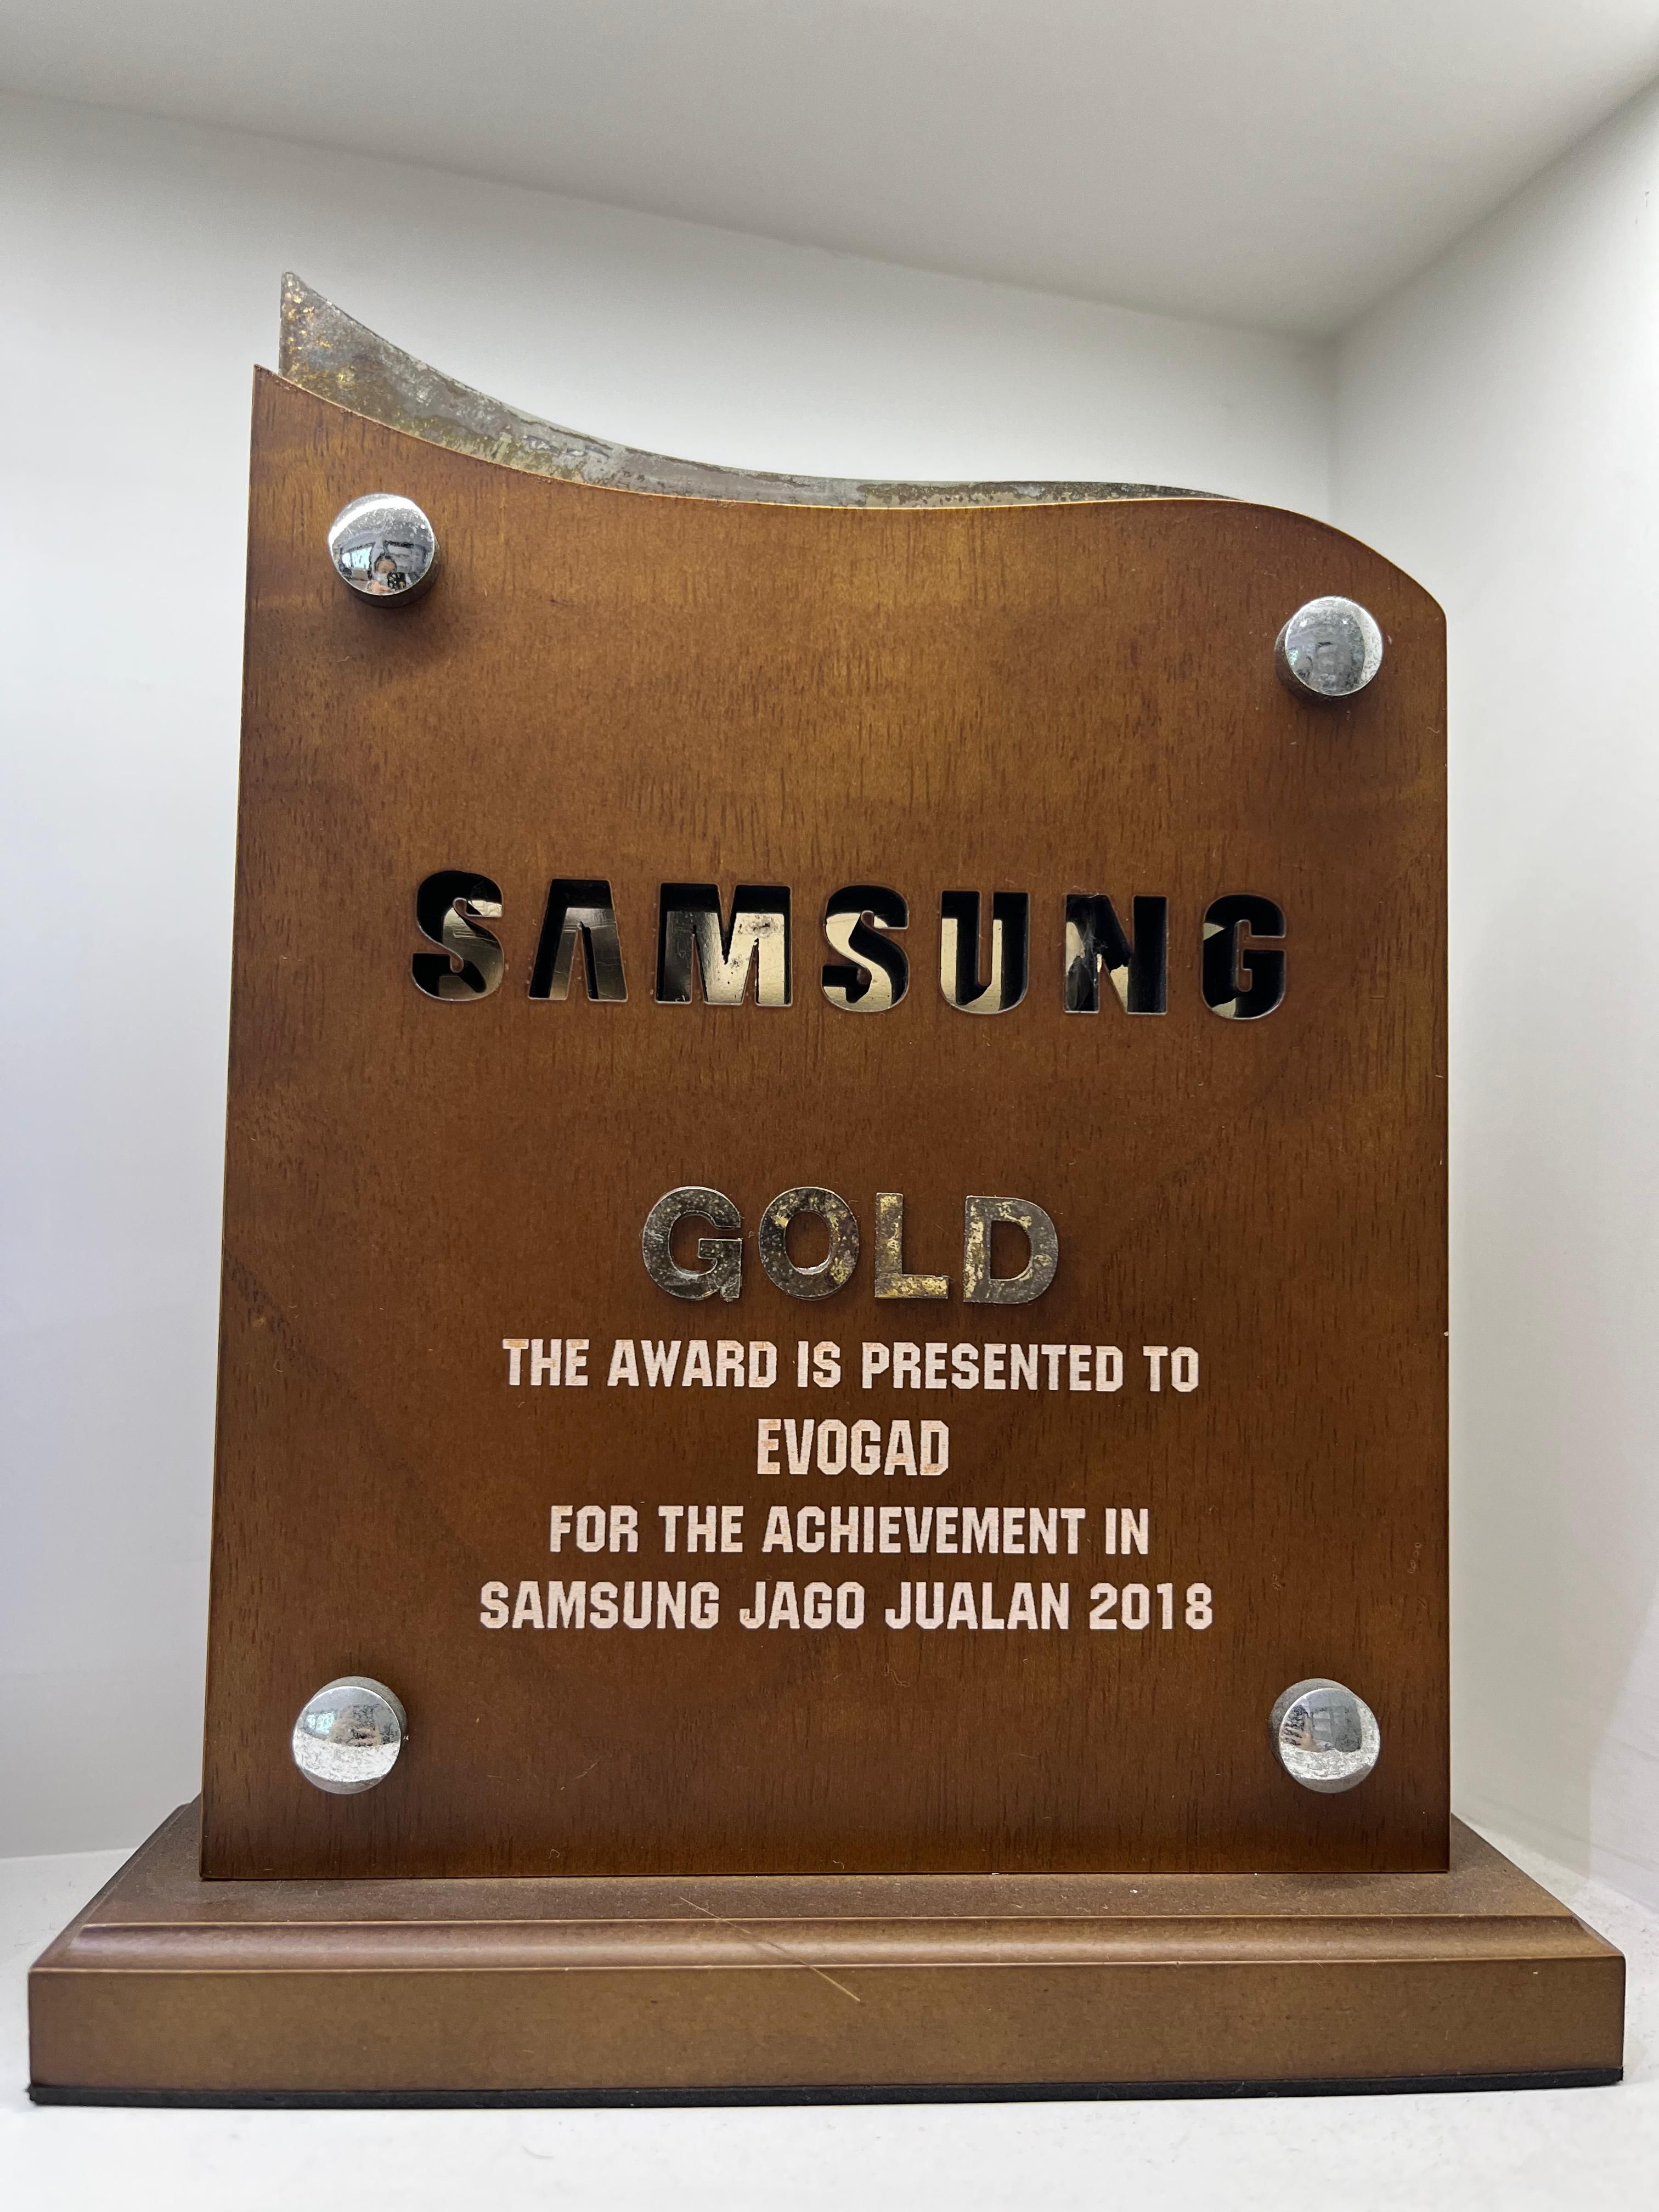 SAMSUNG
GOLD
THE AWARD IS PRESENTED TO
EVOGAD
FOR THE ACHIEVEMENT IN
SAMSUNG JAGO JUALAN 2018